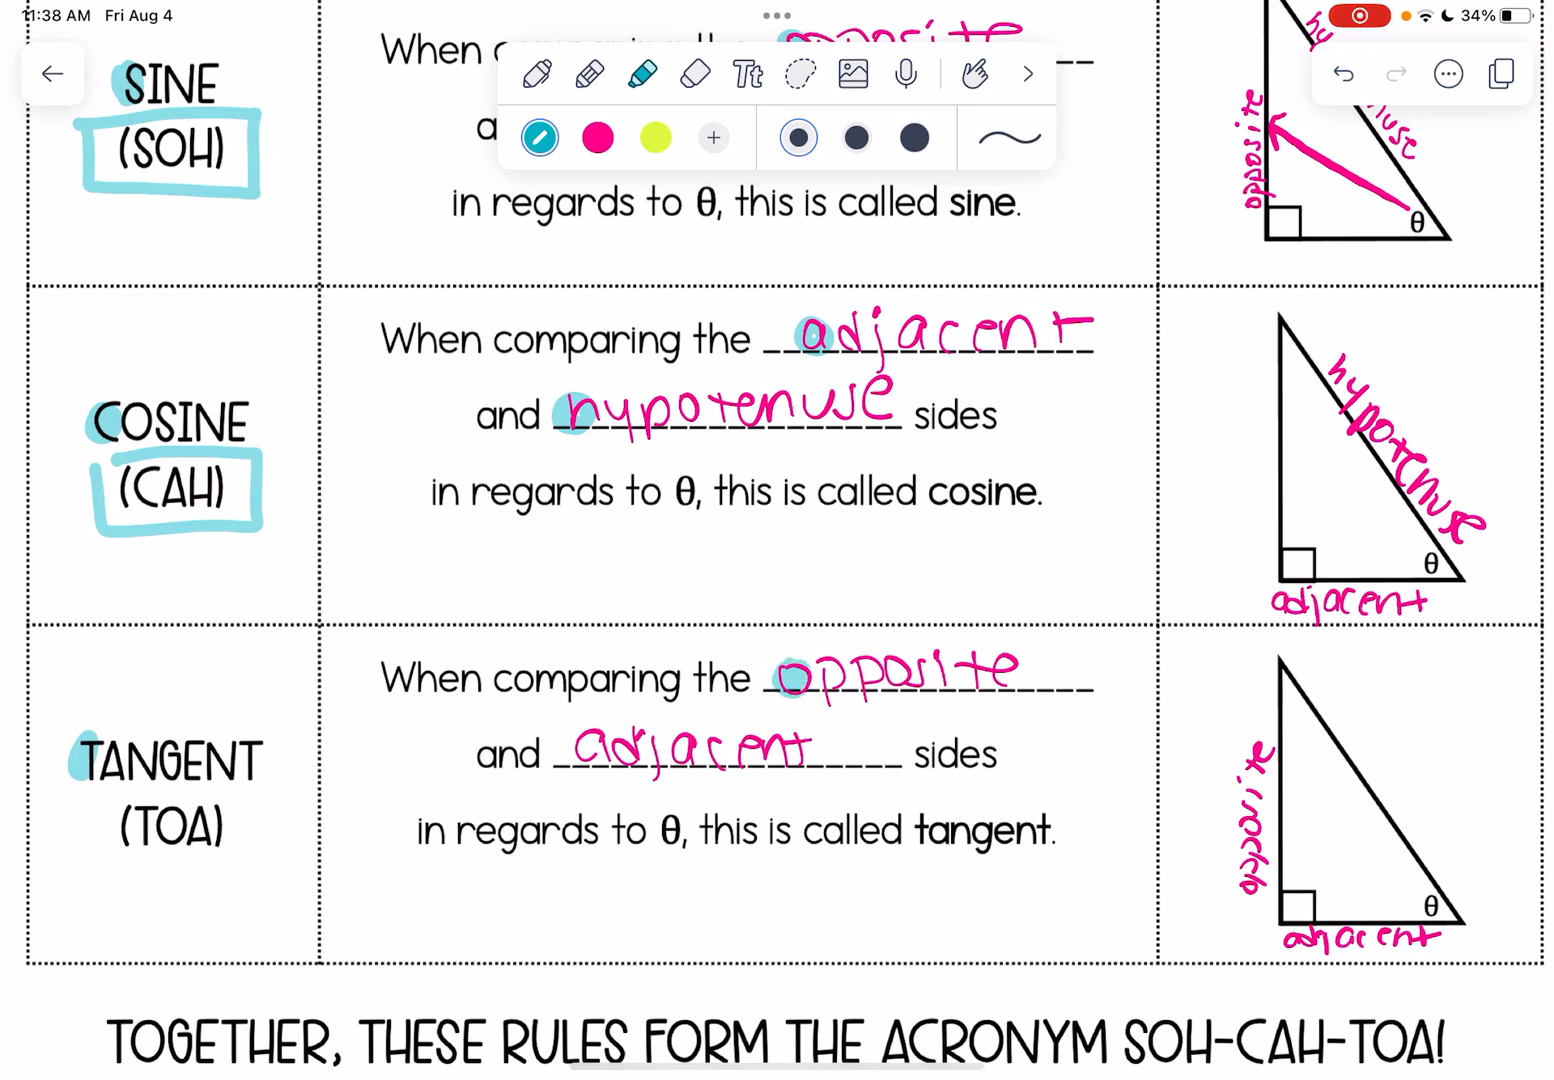 11:38 AM Fri Aug 4
34%
Tt
SINE
(SOH)
When opposite
in regards to θ, this is called sine.
opposite
θ
COSINE
(CAH)
When comparing the adjacent
and hypotenuse sides
in regards to θ, this is called cosine.
hypotenuse
θ
adjacent
TANGENT
(TOA)
When comparing the opposite
and adjacent sides
in regards to θ, this is called tangent.
opposite
θ
adjacent
TOGETHER, THESE RULES FORM THE ACRONYM SOH-CAH-TOA!